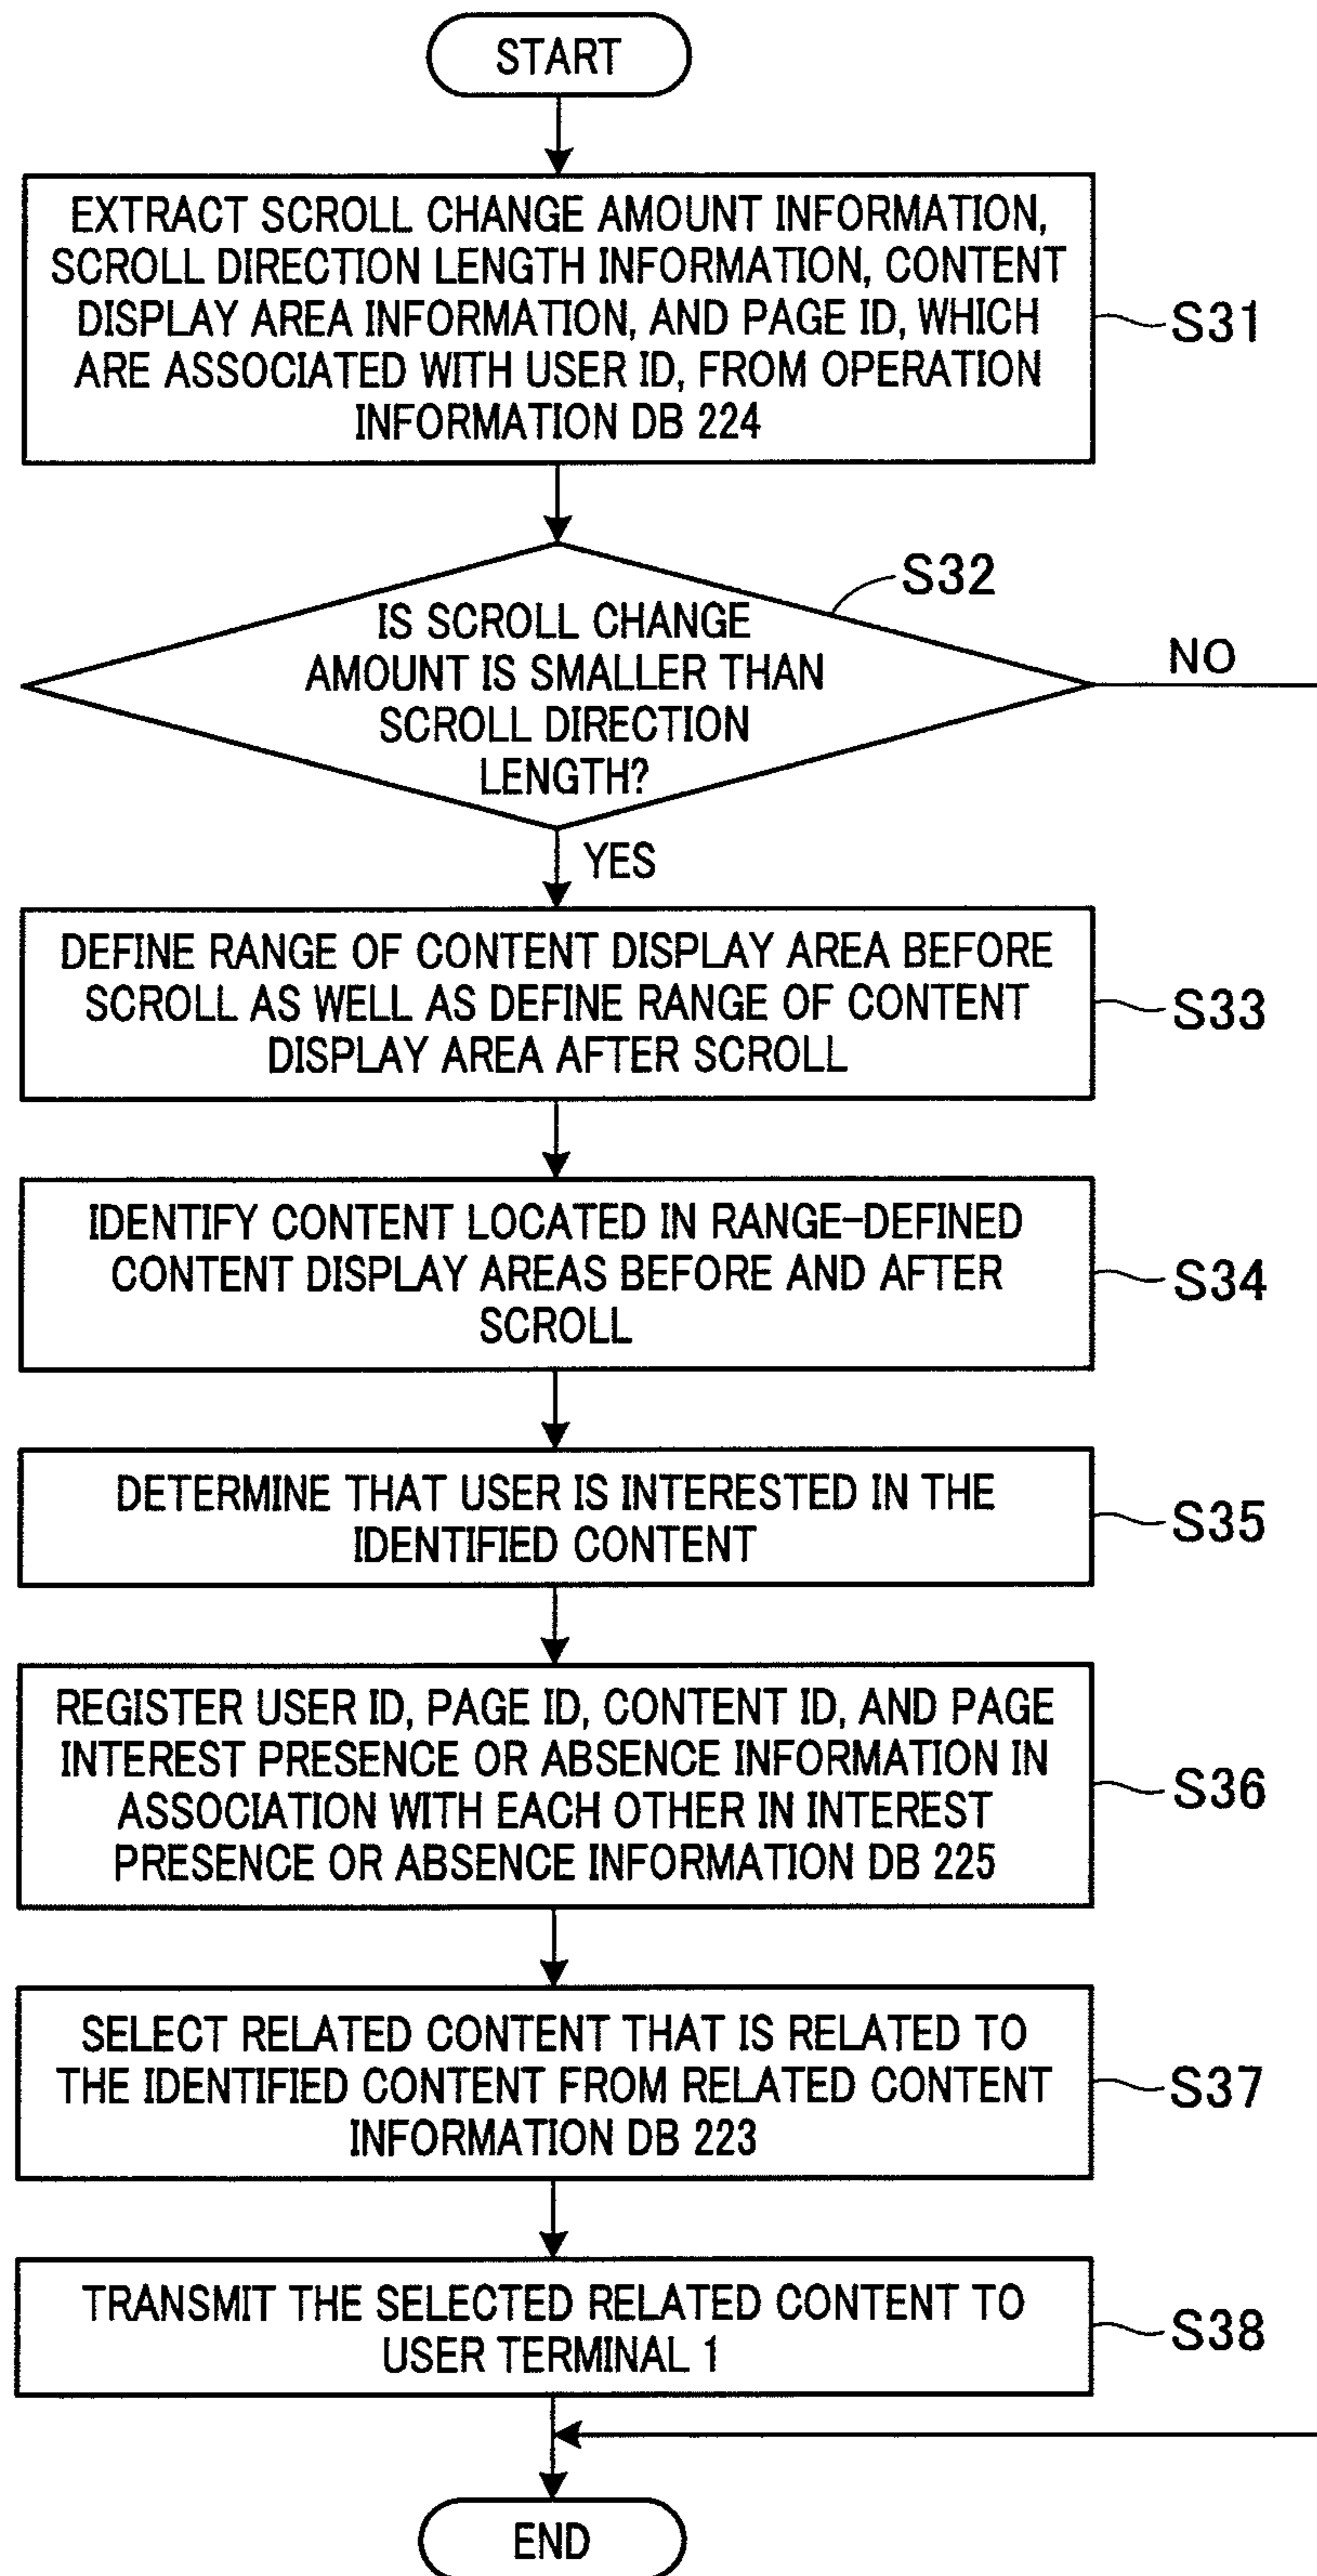 START
EXTRACT SCROLL CHANGE AMOUNT INFORMATION,
SCROLL DIRECTION LENGTH INFORMATION, CONTENT
DISPLAY AREA INFORMATION, AND PAGE ID, WHICH
ARE ASSOCIATED WITH USER ID, FROM OPERATION
INFORMATION DB 224
S31
S32
IS SCROLL CHANGE
AMOUNT IS SMALLER THAN
SCROLL DIRECTION
LENGTH?
NO
YES
DEFINE RANGE OF CONTENT DISPLAY AREA BEFORE
SCROLL AS WELL AS DEFINE RANGE OF CONTENT
DISPLAY AREA AFTER SCROLL
S33
IDENTIFY CONTENT LOCATED IN RANGE-DEFINED
CONTENT DISPLAY AREAS BEFORE AND AFTER
SCROLL
S34
DETERMINE THAT USER IS INTERESTED IN THE
IDENTIFIED CONTENT
S35
REGISTER USER ID, PAGE ID, CONTENT ID, AND PAGE
INTEREST PRESENCE OR ABSENCE INFORMATION IN
ASSOCIATION WITH EACH OTHER IN INTEREST
PRESENCE OR ABSENCE INFORMATION DB 225
S36
SELECT RELATED CONTENT THAT IS RELATED TO
THE IDENTIFIED CONTENT FROM RELATED CONTENT
INFORMATION DB 223
S37
TRANSMIT THE SELECTED RELATED CONTENT TO
USER TERMINAL 1
S38
END